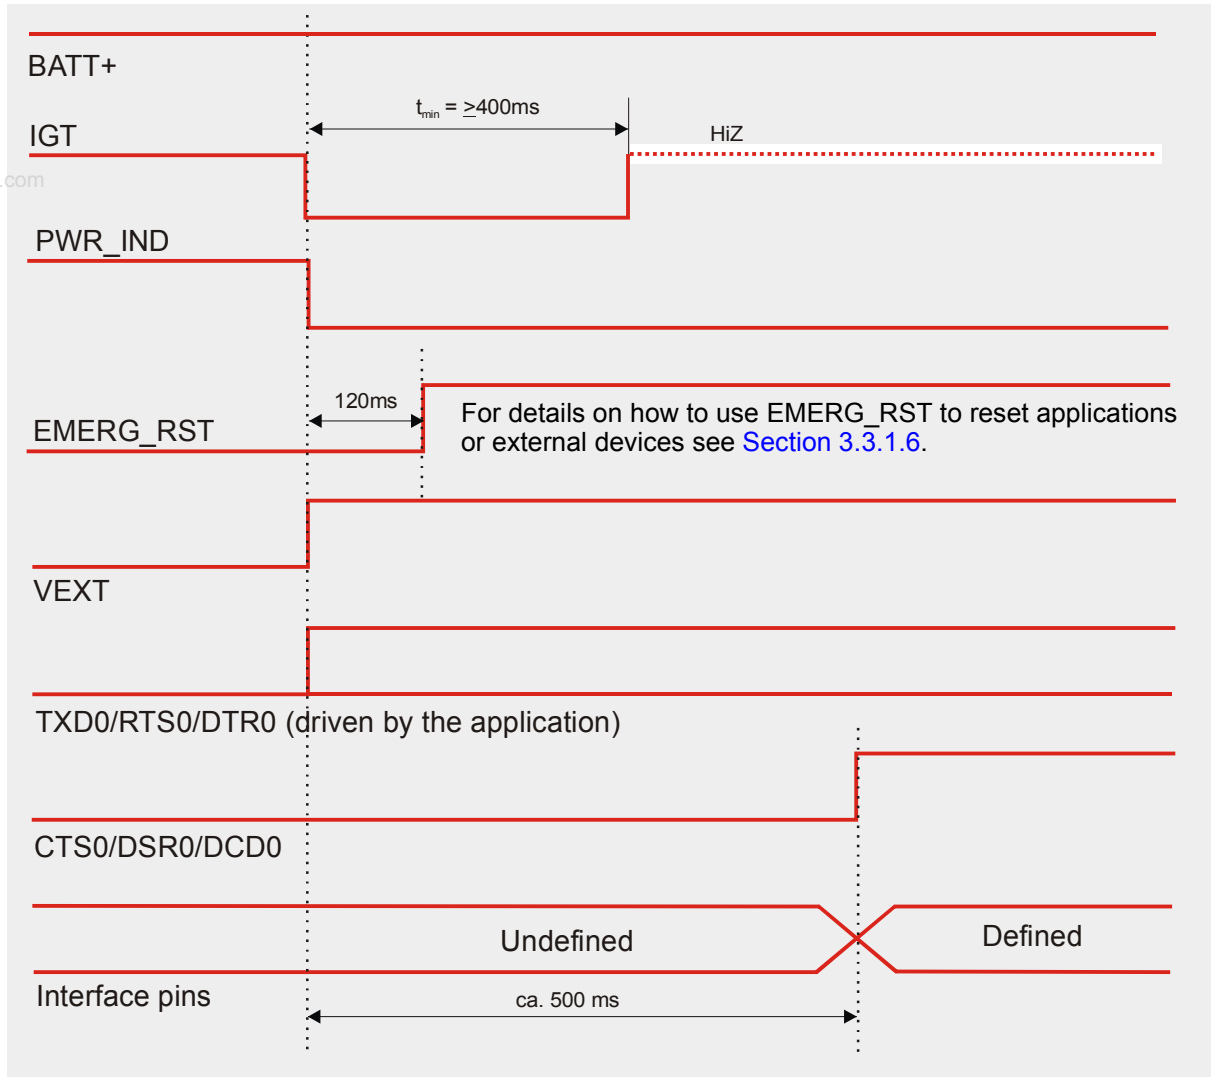 BATT+
t_min = ≥400ms
IGT
HiZ
.com
PWR_IND
120ms
For details on how to use EMERG_RST to reset applications
EMERG_RST
or external devices see Section 3.3.1.6.
VEXT
TXD0/RTS0/DTR0 (driven by the application)
CTS0/DSR0/DCD0
Undefined
Defined
Interface pins
ca. 500 ms